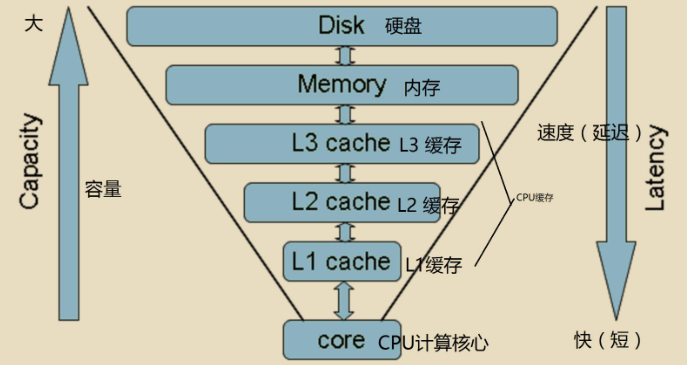 大
Disk 硬盘
Memory 内存
L3 cache L3 缓存
速度（延迟）
Capacity
容量
L2 cache L2 缓存
CPU缓存
Latency
L1 cache L1缓存
core CPU计算核心
快（短）